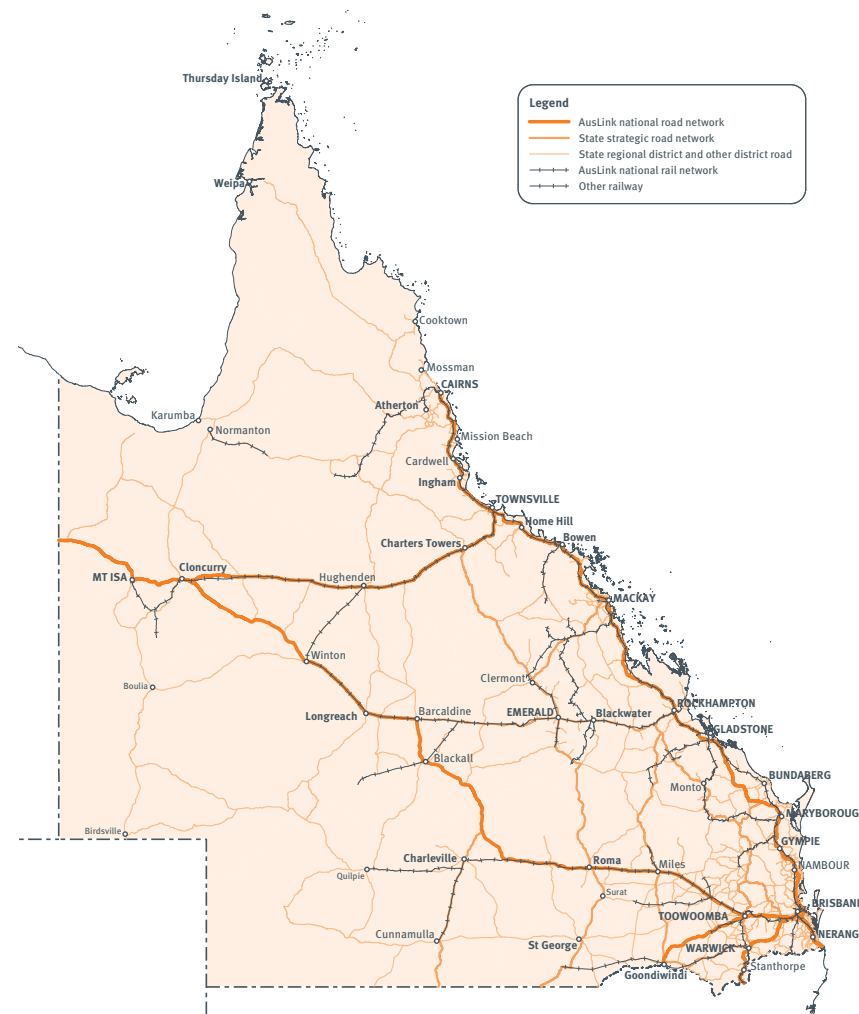 Thursday Island
Legend
AusLink national road network
State strategic road network
State regional district and other district road
AusLink national rail network
Other railway
Weipa
Cooktown
Mossman
CAIRNS
Atherton
Karumba
Normanton
Mission Beach
Cardwell
Ingham
TOWNSVILLE
Home Hill
Charters Towers
Bowen
Cloncurry
MT ISA
Hughenden
MACKAY
Winton
Clermont
Boulia
ROCKHAMPTON
Longreach
Barcaldine
EMERALD
Blackwater
GLADSTONE
Blackall
BUNDABERG
Monto
MARYBOROUG
Birdsville
GYMPIE
Charleville
Roma
Miles
NAMBOUR
Quilpie
Surat
BRISBANE
TOOWOOMBA
Cunnamulla
St George
WARWICK
NERANG
Goondiwindi
Stanthorpe